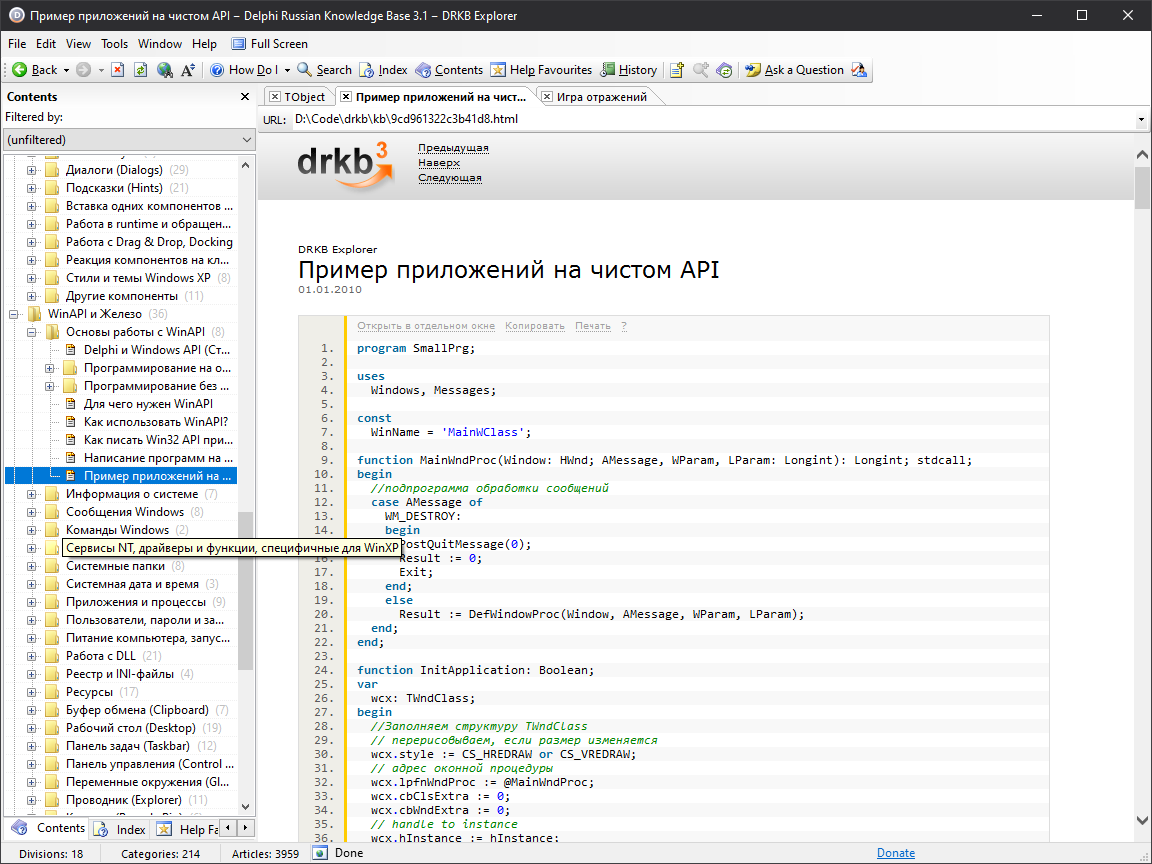 Пример приложений на чистом API – Delphi Russian Knowledge Base 3.1 – DRKB Explorer
File Edit View Tools Window Help Full Screen
Back How Do I Search Index Contents Help Favourites History Ask a Question
Contents
Filtered by:
(unfiltered)
Диалоги (Dialogs) (29)
Подсказки (Hints) (21)
Вставка одних компонентов ...
Работа в runtime и обращен...
Работа с Drag & Drop, Docking
Реакция компонентов на кл...
Стили и темы Windows XP (8)
Другие компоненты (11)
WinAPI и Железо (36)
Основы работы с WinAPI (8)
Delphi и Windows API (Ст...
Программирование на о...
Программирование без ...
Для чего нужен WinAPI
Как использовать WinAPI?
Как писать Win32 API при...
Написание программ на ...
Пример приложений на ...
Информация о системе (7)
Сообщения Windows (8)
Команды Windows (2)
Сервисы NT, драйверы и функции, специфичные для WinXP
Системные папки (8)
Системная дата и время (3)
Приложения и процессы (9)
Пользователи, пароли и за...
Питание компьютера, запус...
Работа с DLL (21)
Реестр и INI-файлы (4)
Ресурсы (17)
Буфер обмена (Clipboard) (7)
Рабочий стол (Desktop) (19)
Панель задач (Taskbar) (12)
Панель управления (Control ...
Переменные окружения (Gl...
Проводник (Explorer) (11)
Contents Index Help Fa
TObject Пример приложений на чист... Игра отражений
URL: D:\Code\drkb\kb\9cd961322c3b41d8.html
drkb3
Предыдущая
Наверх
Следующая
DRKB Explorer
Пример приложений на чистом API
01.01.2010
Открыть в отдельном окне Копировать Печать ?
1. program SmallPrg;
2.
3. uses
4. Windows, Messages;
5.
6. const
7. WinName = 'MainWClass';
8.
9. function MainWndProc(Window: HWnd; AMessage, WParam, LParam: Longint): Longint; stdcall;
10. begin
11. //подпрограмма обработки сообщений
12. case AMessage of
13. WM_DESTROY:
14. begin
PostQuitMessage(0);
16. Result := 0;
17. Exit;
18. end;
19. else
20. Result := DefWindowProc(Window, AMessage, WParam, LParam);
21. end;
22. end;
23.
24. function InitApplication: Boolean;
25. var
26. wcx: TWndClass;
27. begin
28. //Заполняем структуру TWndClass
29. // перерисовываем, если размер изменяется
30. wcx.style := CS_HREDRAW or CS_VREDRAW;
31. // адрес оконной процедуры
32. wcx.lpfnWndProc := @MainWndProc;
33. wcx.cbClsExtra := 0;
34. wcx.cbWndExtra := 0;
35. // handle to instance
36. wcx.hInstance := hInstance;
Divisions: 18 Categories: 214 Articles: 3959 Done Donate